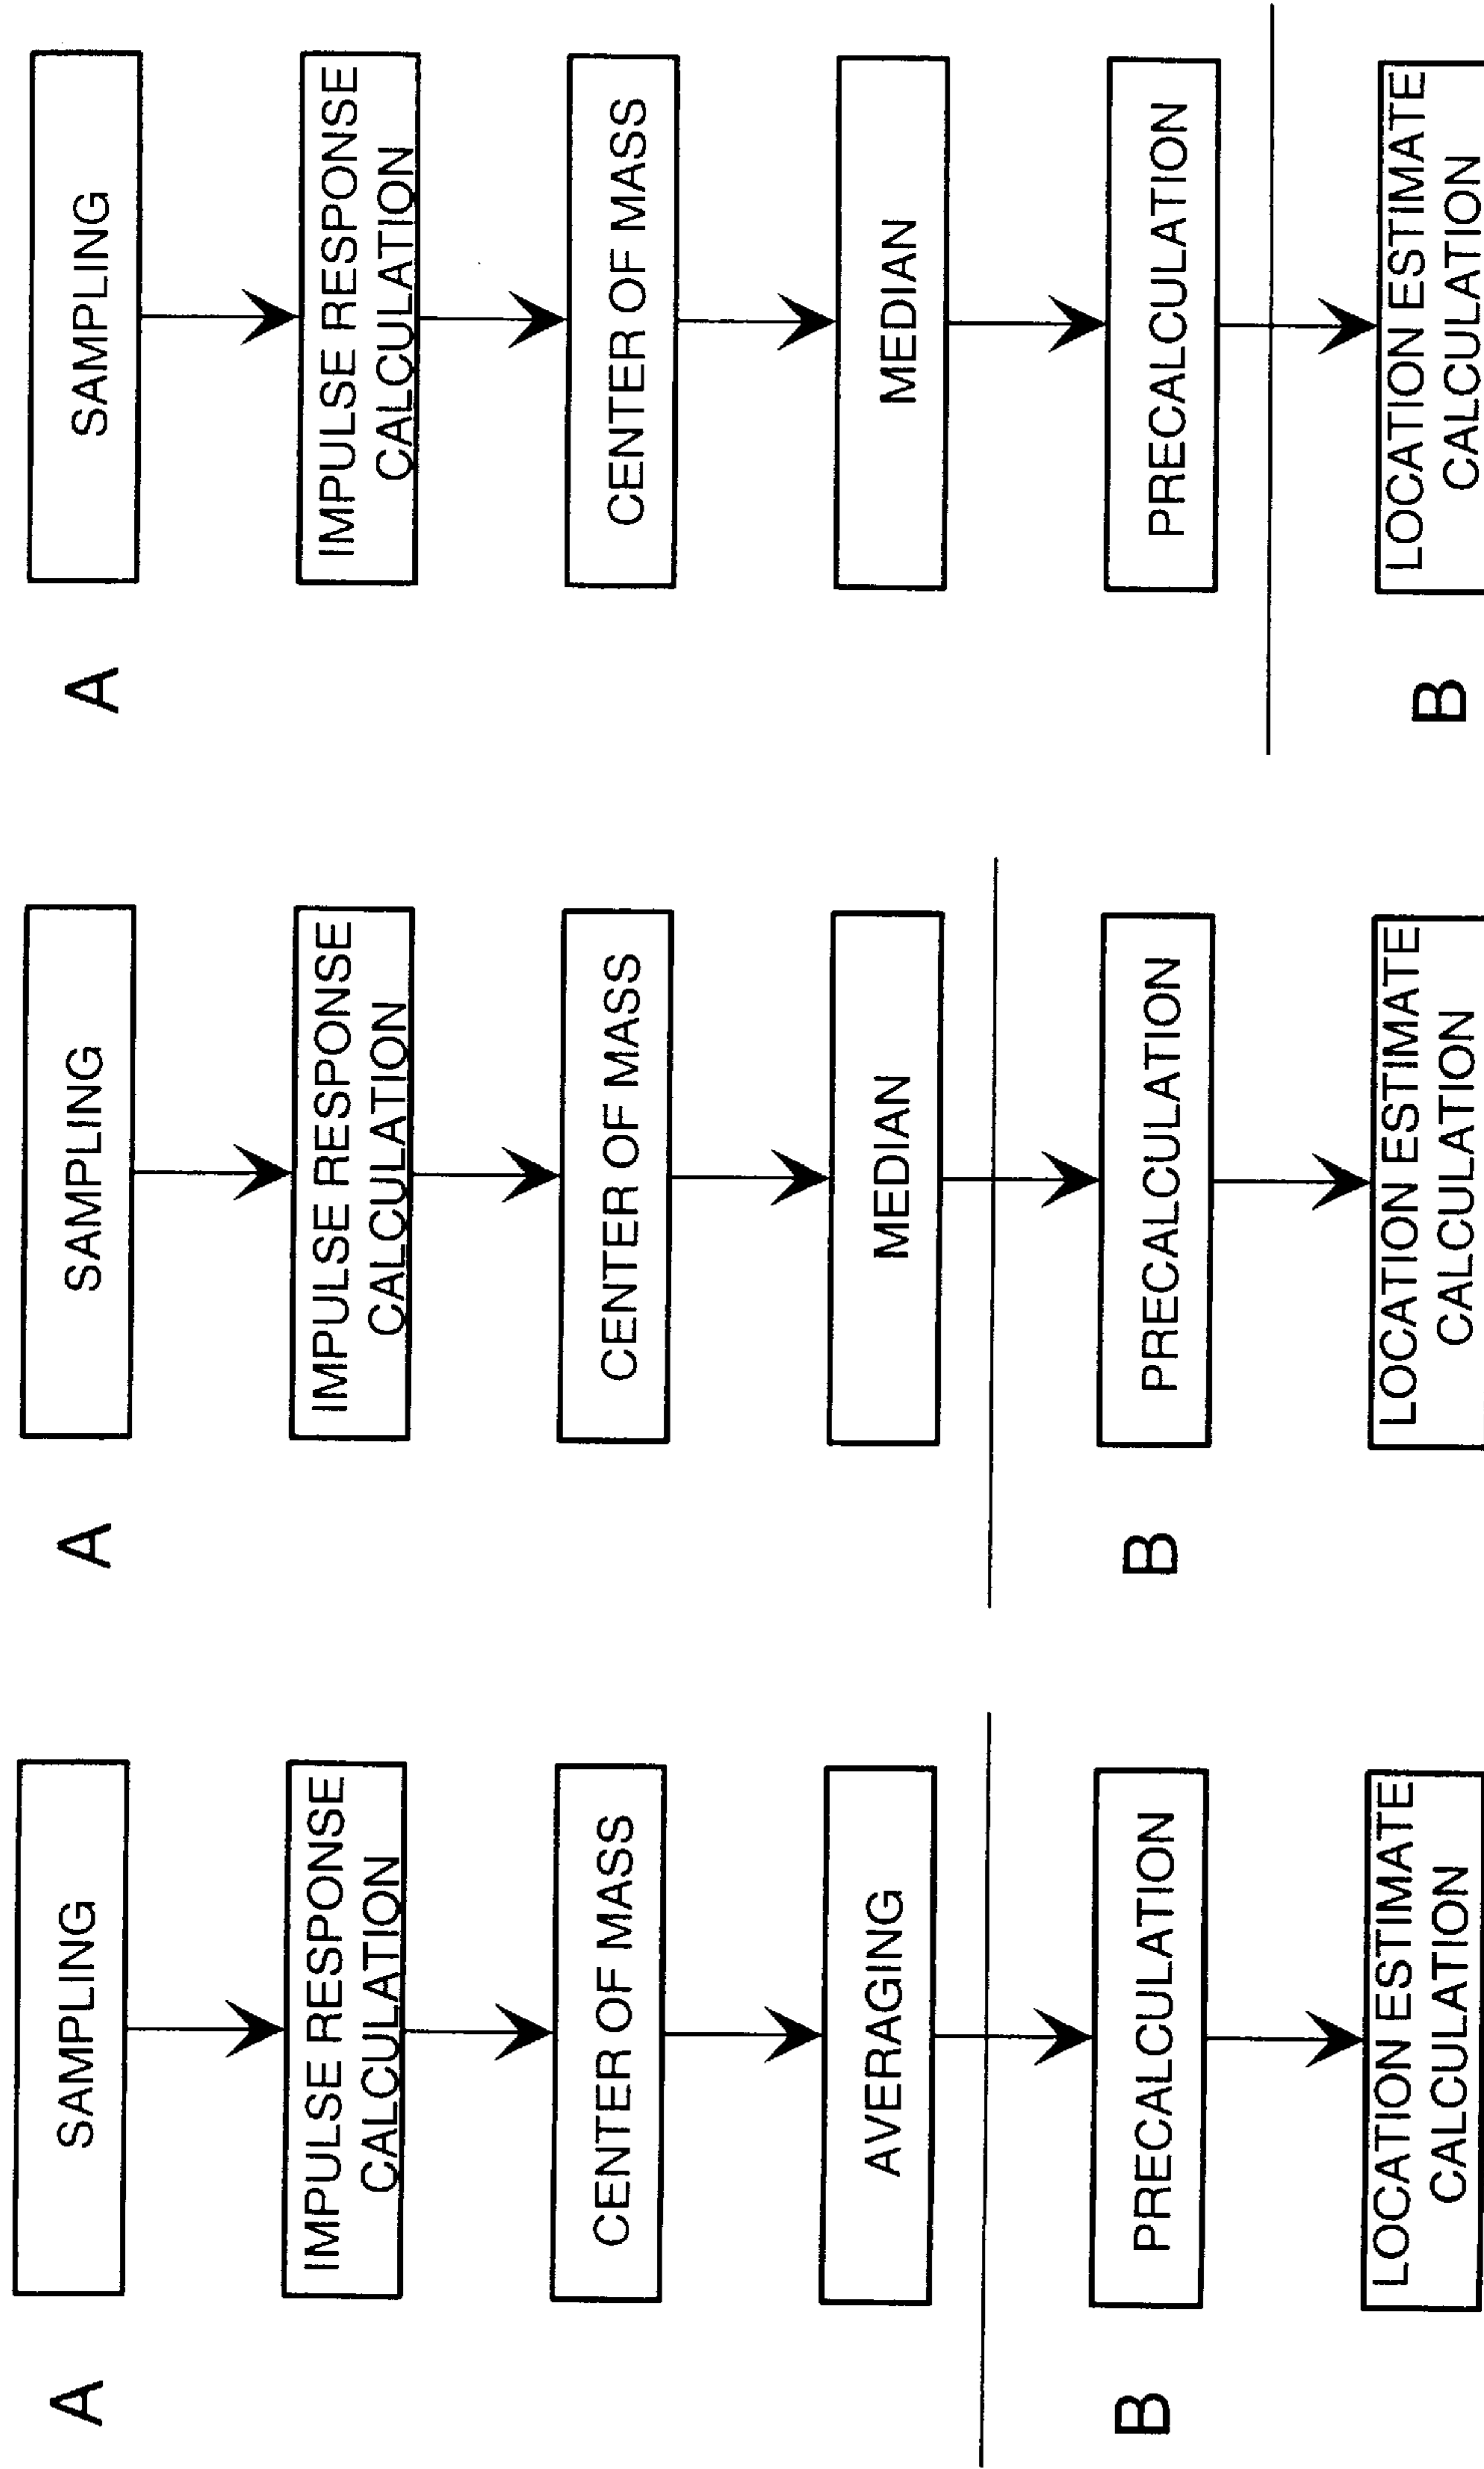 A
SAMPLING
IMPULSE RESPONSE
CALCULATION
CENTER OF MASS
AVERAGING
B
PRECALCULATION
LOCATION ESTIMATE
CALCULATION
A
SAMPLING
IMPULSE RESPONSE
CALCULATION
CENTER OF MASS
MEDIAN
B
PRECALCULATION
LOCATION ESTIMATE
CALCULATION
A
SAMPLING
IMPULSE RESPONSE
CALCULATION
CENTER OF MASS
MEDIAN
PRECALCULATION
B
LOCATION ESTIMATE
CALCULATION